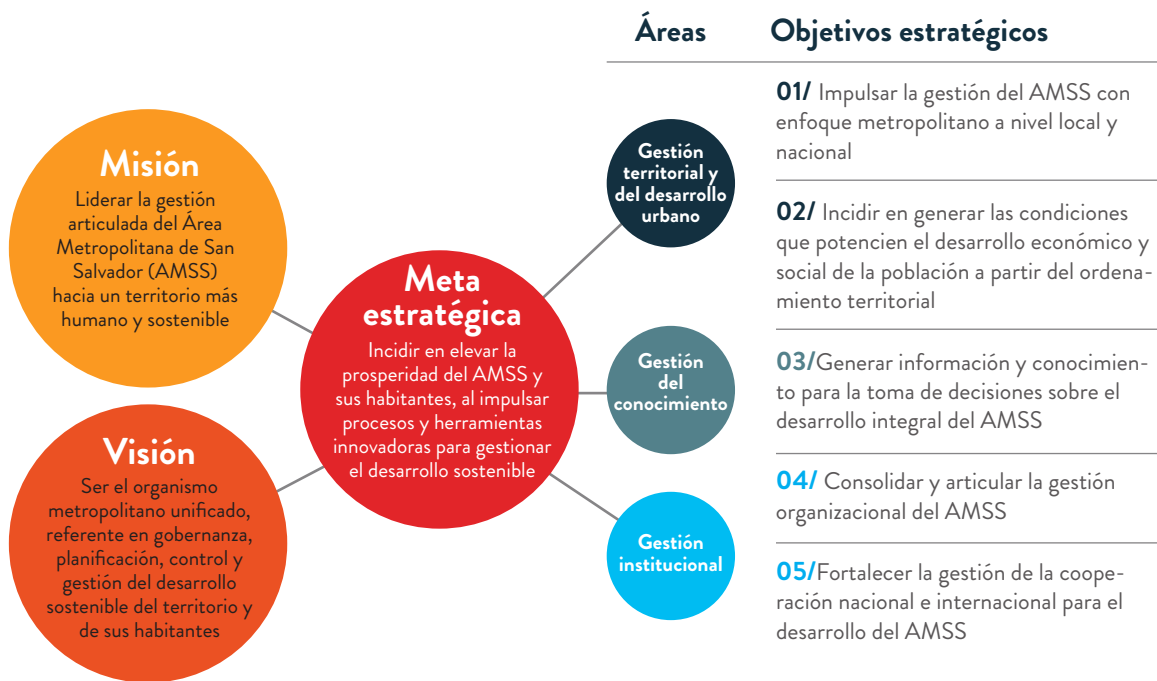 Misión
Liderar la gestión
articulada del Área
Metropolitana de San
Salvador (AMSS)
hacia un territorio más
humano y sostenible
Visión
Ser el organismo
metropolitano unificado,
referente en gobernanza,
planificación, control y
gestión del desarrollo
sostenible del territorio y
de sus habitantes
Meta
estratégica
Incidir en elevar la
prosperidad del AMSS y
sus habitantes, al impulsar
procesos y herramientas
innovadoras para gestionar
el desarrollo sostenible
Áreas
Gestión
territorial y
del desarrollo
urbano
Gestión
del
conocimiento
Gestión
institucional
Objetivos estratégicos
01/ Impulsar la gestión del AMSS con
enfoque metropolitano a nivel local y
nacional
02/ Incidir en generar las condiciones
que potencien el desarrollo económico y
social de la población a partir del ordena-
miento territorial
03/Generar información y conocimien-
to para la toma de decisiones sobre el
desarrollo integral del AMSS
04/ Consolidar y articular la gestión
organizacional del AMSS
05/Fortalecer la gestión de la coope-
ración nacional e internacional para el
desarrollo del AMSS